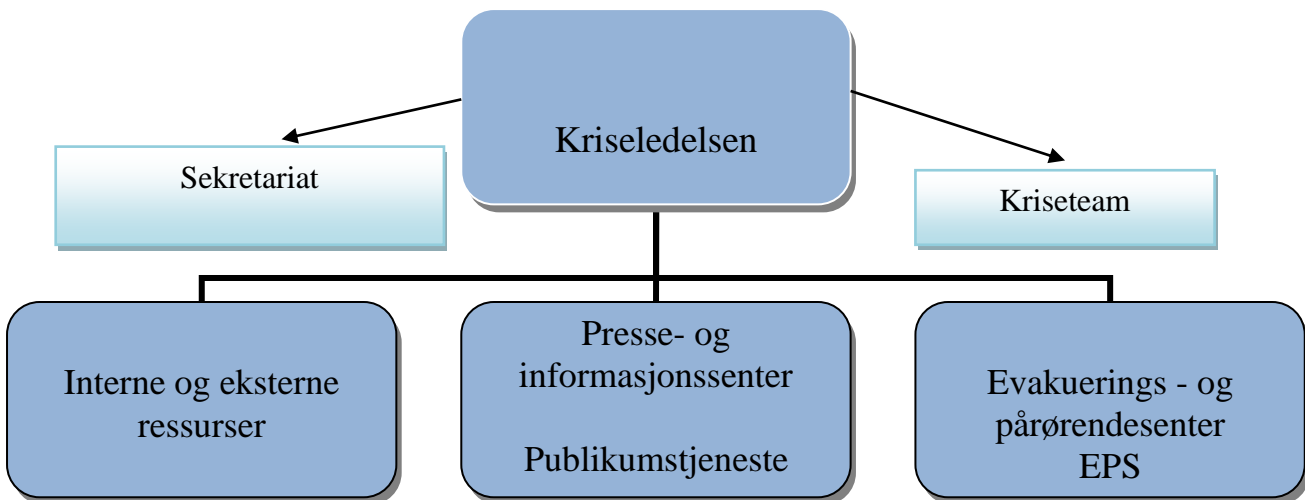 Kriseledelsen
Sekretariat
Kriseteam
Interne og eksterne
ressurser
Presse- og
informasjonssenter
Publikumstjeneste
Evakuerings - og
pårørendesenter
EPS